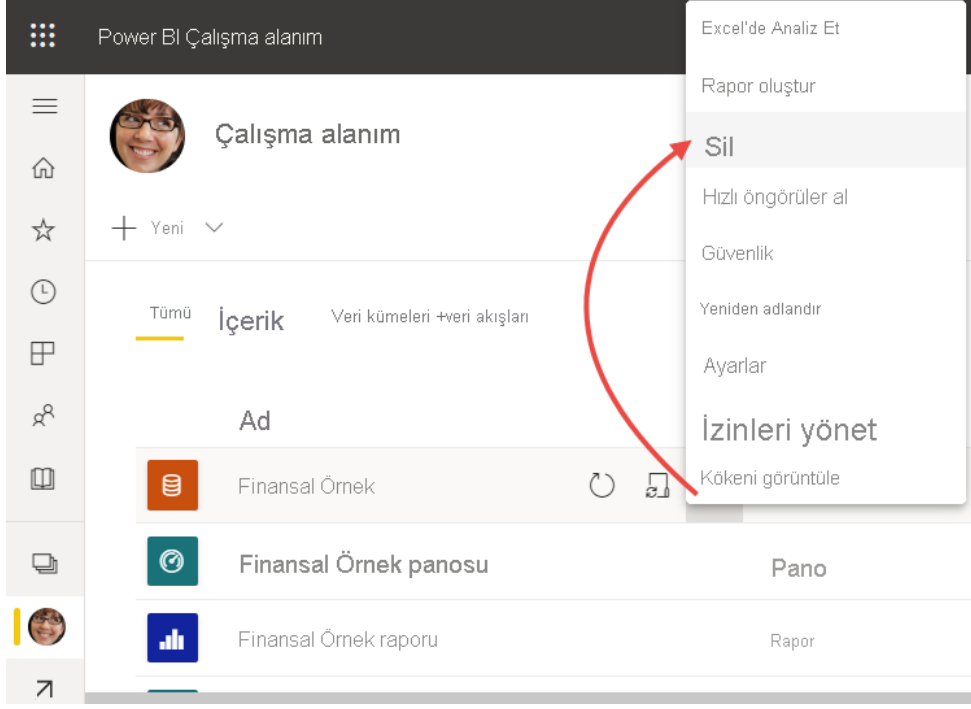 Power BI Çalışma alanım
Çalışma alanım
Yeni
Tümü İçerik Veri kümeleri +veri akışları
Ad
Finansal Örnek
Finansal Örnek panosu Pano
Finansal Örnek raporu Rapor
Excel'de Analiz Et
Rapor oluştur
Sil
Hızlı öngörüler al
Güvenlik
Yeniden adlandır
Ayarlar
İzinleri yönet
Kökeni görüntüle